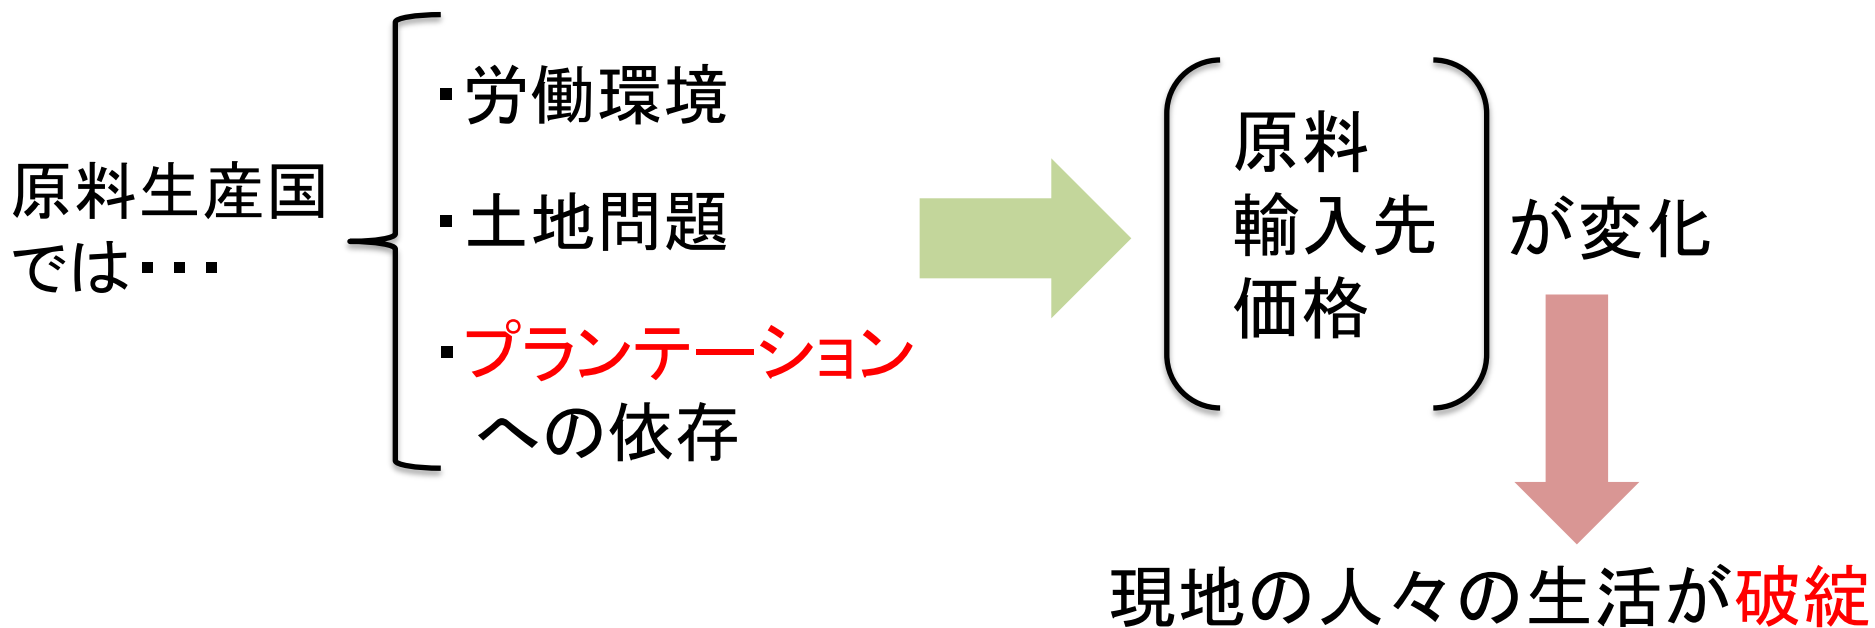 原料生産国
では・・・
・労働環境
・土地問題
・プランテーション
への依存
原料
輸入先
価格
が変化
現地の人々の生活が破綻